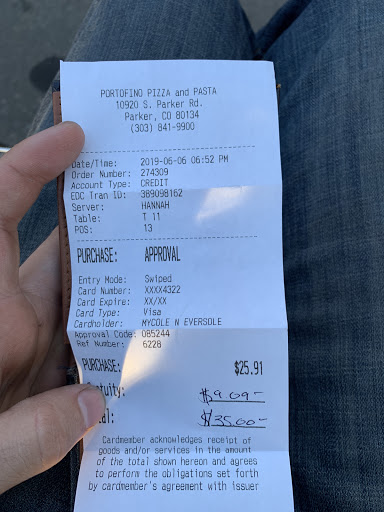 PORTOFINO PIZZA and PASTA
10920 S. Parker Rd.
Parker, CO 80134
(303) 841-9900
Date/Time: 2019-06-06 06:52 PM
Order Number: 274309
Account Type: CREDIT
EDC Tran ID: 389098162
Server: HANNAH
Table: T 11
POS: 13
PURCHASE: APPROVAL
Entry Mode: Swiped
Card Number: XXXX4322
Card Expire: XX/XX
Card Type: Visa
Cardholder: MYCOLE N EVERSOLE
Approval Code: 085244
Ref Number: 6228
PURCHASE: $25.91
tuity: $9.09-
al: $35.00-
Cardmember acknowledges receipt of
goods and/or services in the amount
of the total shown hereon and agrees
to perform the obligations set forth
by cardmember's agreement with issuer